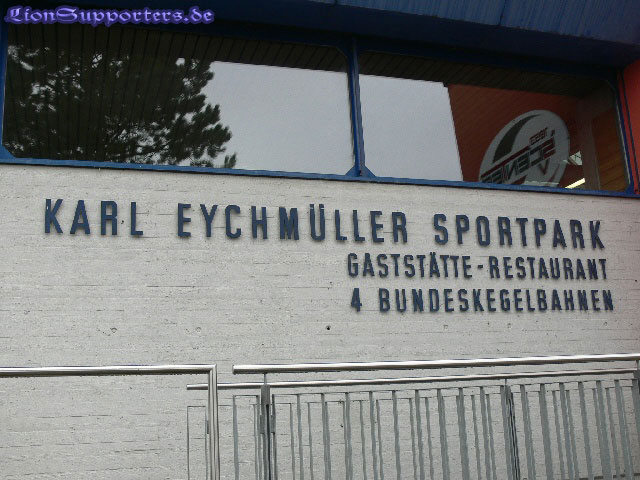 LionSupporters.de
KARL EYCHMÜLLER SPORTPARK
GASTSTÄTTE-RESTAURANT
4 BUNDESKEGELBAHNEN